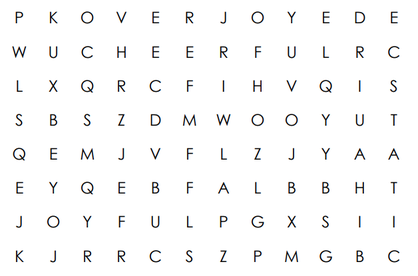 P K O V E R J O Y E D E
W U C H E E R F U L R C
L X Q R C F I H V Q I S
S B S Z D M W O O Y U T
Q E M J V F L Z J Y A A
E Y Q E B F A L B B H T
J O Y F U L P G X S I I
K J R R C S Z P M G B C